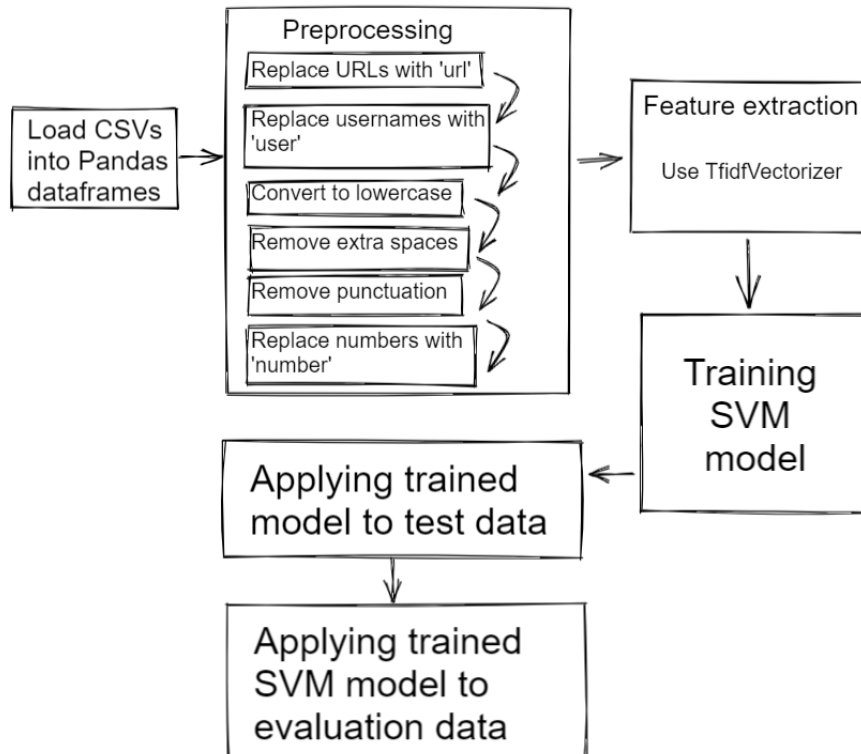 Preprocessing
Replace URLs with 'url'
Replace usernames with
'user'
Convert to lowercase
Remove extra spaces
Remove punctuation
Replace numbers with
'number'
Load CSVs
into Pandas
dataframes
Feature extraction
Use TfidfVectorizer
Training
SVM
model
Applying trained
model to test data
Applying trained
SVM model to
evaluation data